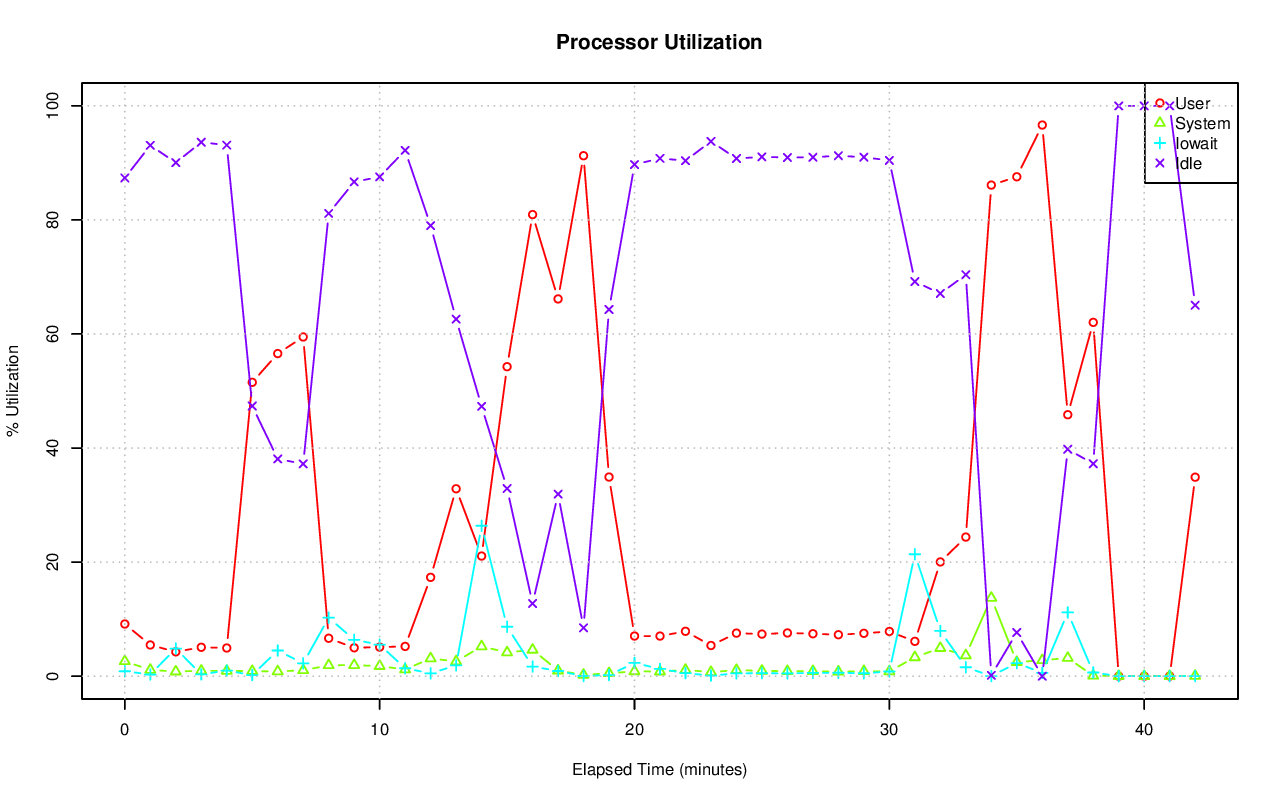 Processor Utilization
% Utilization
100
80
60
40
20
0
User
System
Iowait
Idle
0 10 20 30 40
Elapsed Time (minutes)